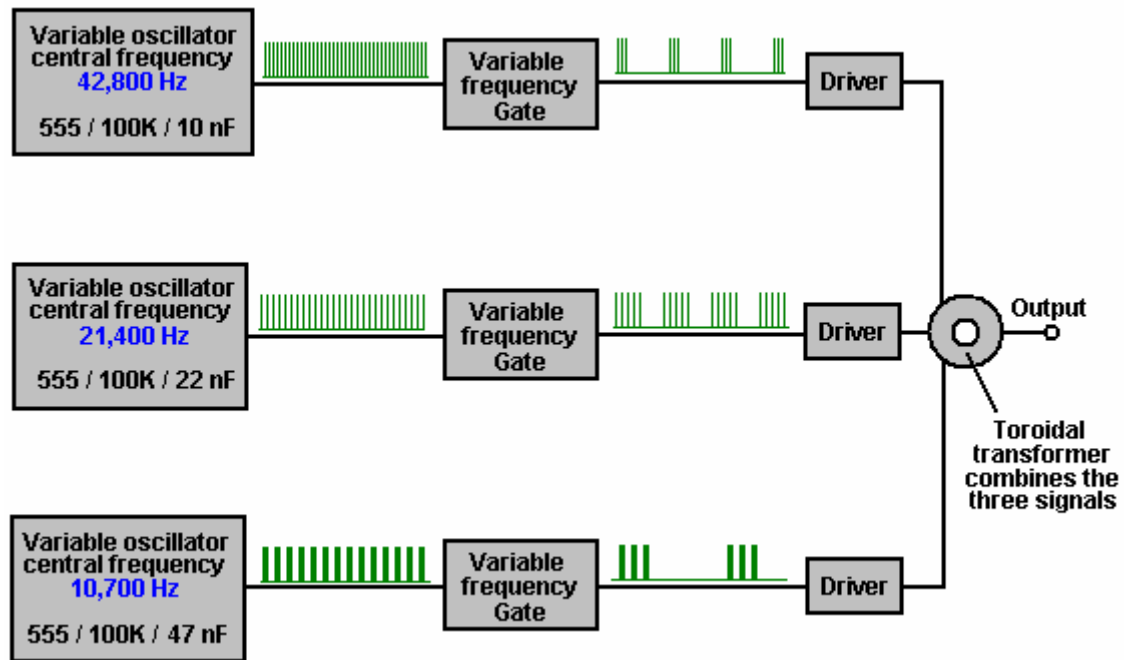 Variable oscillator
central frequency
42,800 Hz
555 / 100K / 10 nF
Variable
frequency
Gate
Driver
Variable oscillator
central frequency
21,400 Hz
555 / 100K / 22 nF
Variable
frequency
Gate
Driver
Output
Toroidal
transformer
combines the
three signals
Variable oscillator
central frequency
10,700 Hz
555 / 100K / 47 nF
Variable
frequency
Gate
Driver